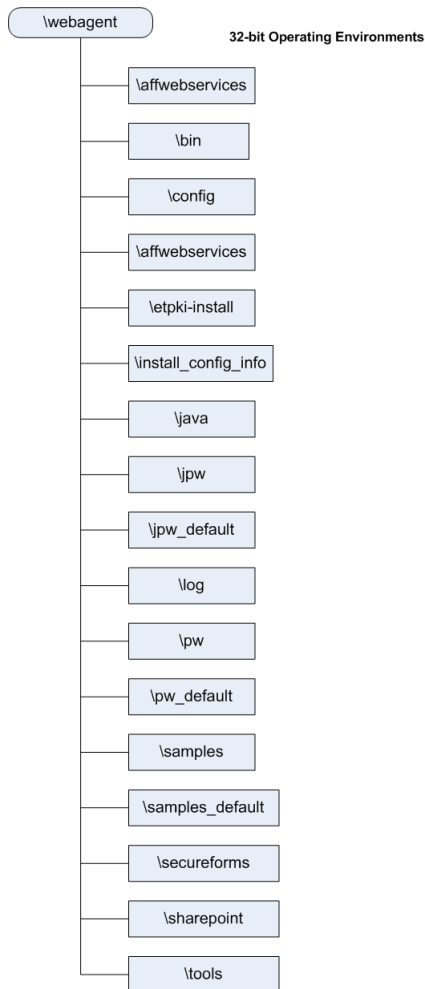 \webagent
32-bit Operating Environments
\affwebservices
\bin
\config
\affwebservices
\etpki-install
\install_config_info
\java
\jpw
\jpw_default
\log
\pw
\pw_default
\samples
\samples_default
\secureforms
\sharepoint
\tools